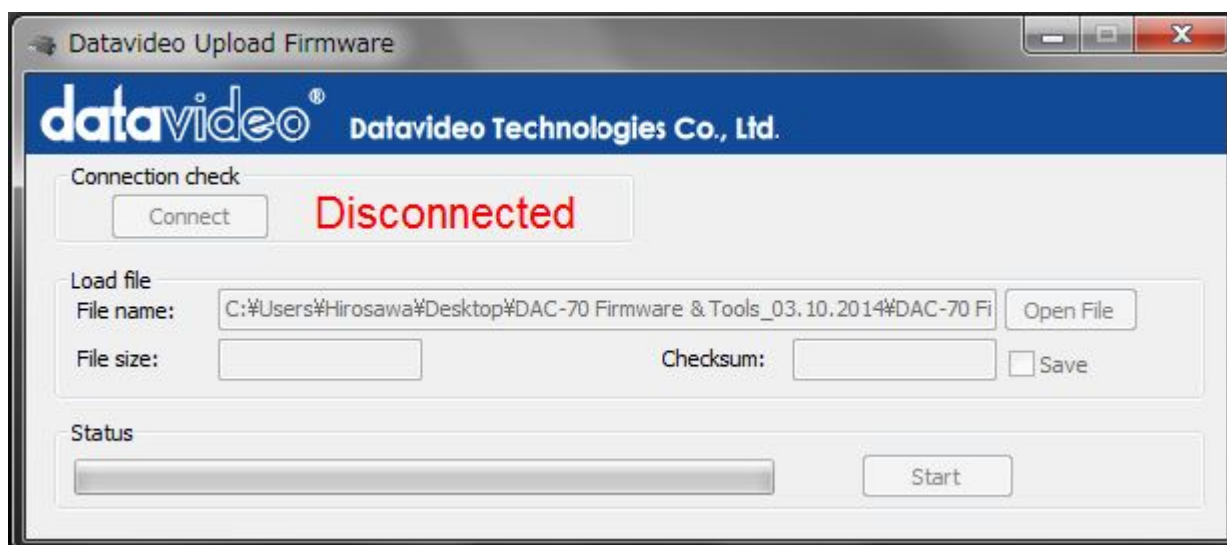 Datavideo Upload Firmware
datavideo® Datavideo Technologies Co., Ltd.
Connection check
Connect Disconnected
Load file
File name: C:¥Users¥Hirosawa¥Desktop¥DAC-70 Firmware & Tools_03.10.2014¥DAC-70 Fi Open File
File size: Checksum: Save
Status
Start